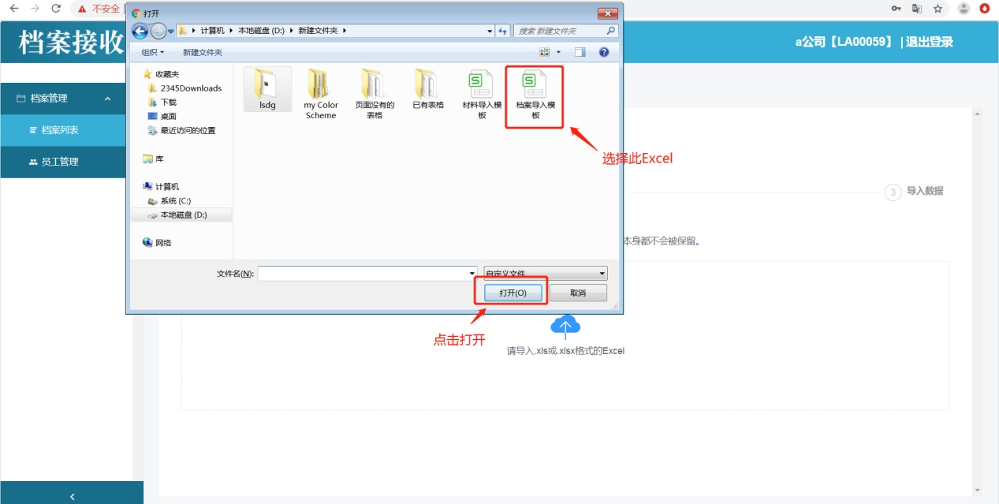 不安全
打开
计算机 本地磁盘 (D:) 新建文件夹
搜索 新建文件夹
档案接收
a公司【LA00059】 | 退出登录
组织
新建文件夹
收藏夹
2345Downloads
下载
桌面
最近访问的位置
库
计算机
系统 (C:)
本地磁盘 (D:)
网络
lsdg
my Color
Scheme
页面没有的
表格
已有表格
材料导入模
板
档案导入模
板
选择此Excel
档案管理
档案列表
员工管理
3 导入数据
本身都不会被保留。
文件名(N):
自定义文件
打开(O)
取消
点击打开
请导入.xls或.xlsx格式的Excel